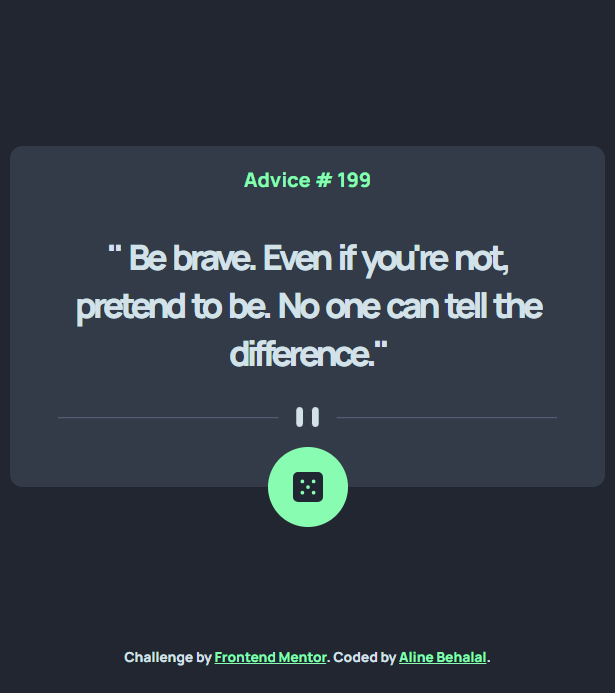 Advice # 199
" Be brave. Even if you're not,
pretend to be. No one can tell the
difference."
Challenge by Frontend Mentor. Coded by Aline Behalal.